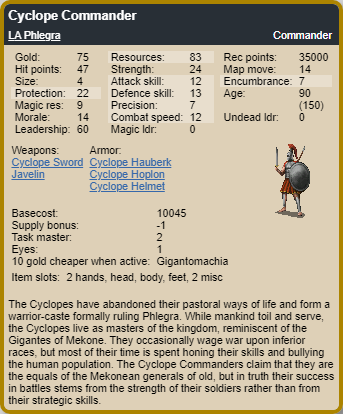 Cyclope Commander
LA Phlegra Commander
Gold: 75 Resources: 83 Rec points: 35000
Hit points: 47 Strength: 24 Map move: 14
Size: 4 Attack skill: 12 Encumbrance: 7
Protection: 22 Defence skill: 13 Age: 90
Magic res: 9 Precision: 7 (150)
Morale: 14 Combat speed: 12 Undead ldr: 0
Leadership: 60 Magic ldr: 0
Weapons: Armor:
Cyclope Sword Cyclope Hauberk
Javelin Cyclope Hoplon
Cyclope Helmet
Basecost: 10045
Supply bonus: -1
Task master: 2
Eyes: 1
10 gold cheaper when active: Gigantomachia
Item slots: 2 hands, head, body, feet, 2 misc
The Cyclopes have abandoned their pastoral ways of life and form a
warrior-caste formally ruling Phlegra. While mankind toil and serve,
the Cyclopes live as masters of the kingdom, reminiscent of the
Gigantes of Mekone. They occasionally wage war upon inferior
races, but most of their time is spent honing their skills and bullying
the human population. The Cyclope Commanders claim that they are
the equals of the Mekonean generals of old, but in truth their success
in battles stems from the strength of their soldiers rather than from
their strategic skills.